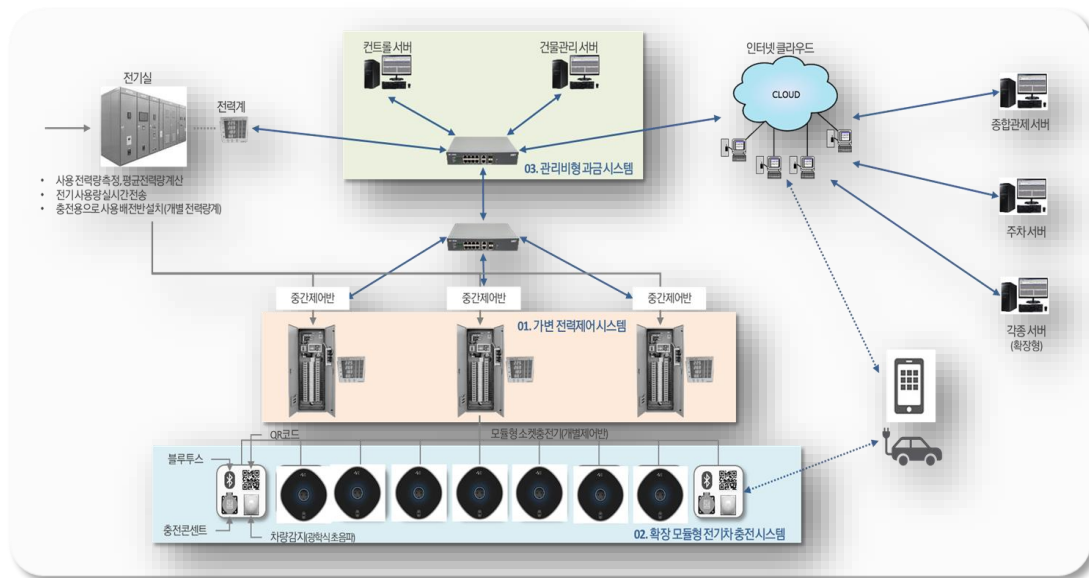 컨트롤 서버
건물관리 서버
인터넷 클라우드
전기실
전력계
CLOUD
종합관제 서버
03. 관리비형 과금 시스템
• 사용 전력량 측정, 평균전력량 계산
• 전기 사용량 실시간 전송
• 충전용으로 사용 배전반 설치(개별 전력량계)
주차 서버
중간제어반
중간제어반
중간제어반
01. 가변 전력제어 시스템
각종 서버
(확장형)
QR코드
모듈형 소켓충전기(개별제어반)
블루투스
충전콘센트
차량감지(광학식초음파)
02. 확장 모듈형 전기차 충전 시스템